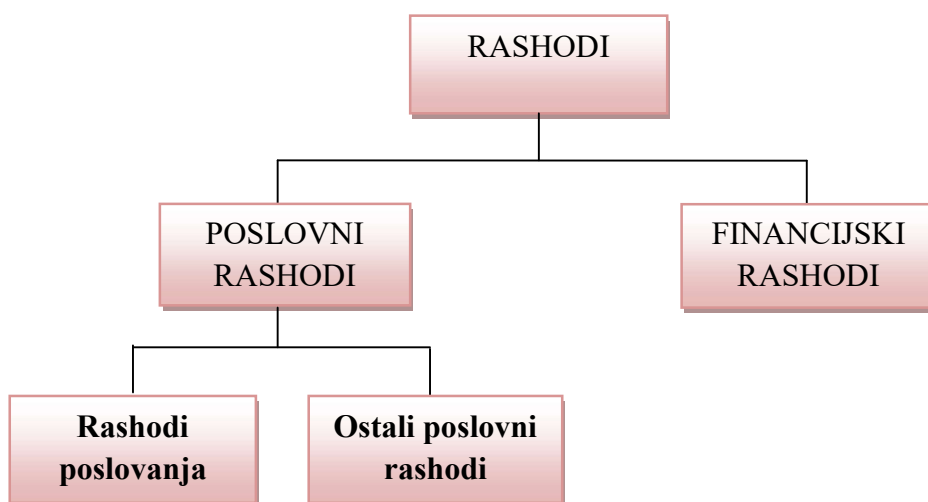 RASHODI
POSLOVNI
RASHODI
FINANCIJSKI
RASHODI
Rashodi
poslovanja
Ostali poslovni
rashodi